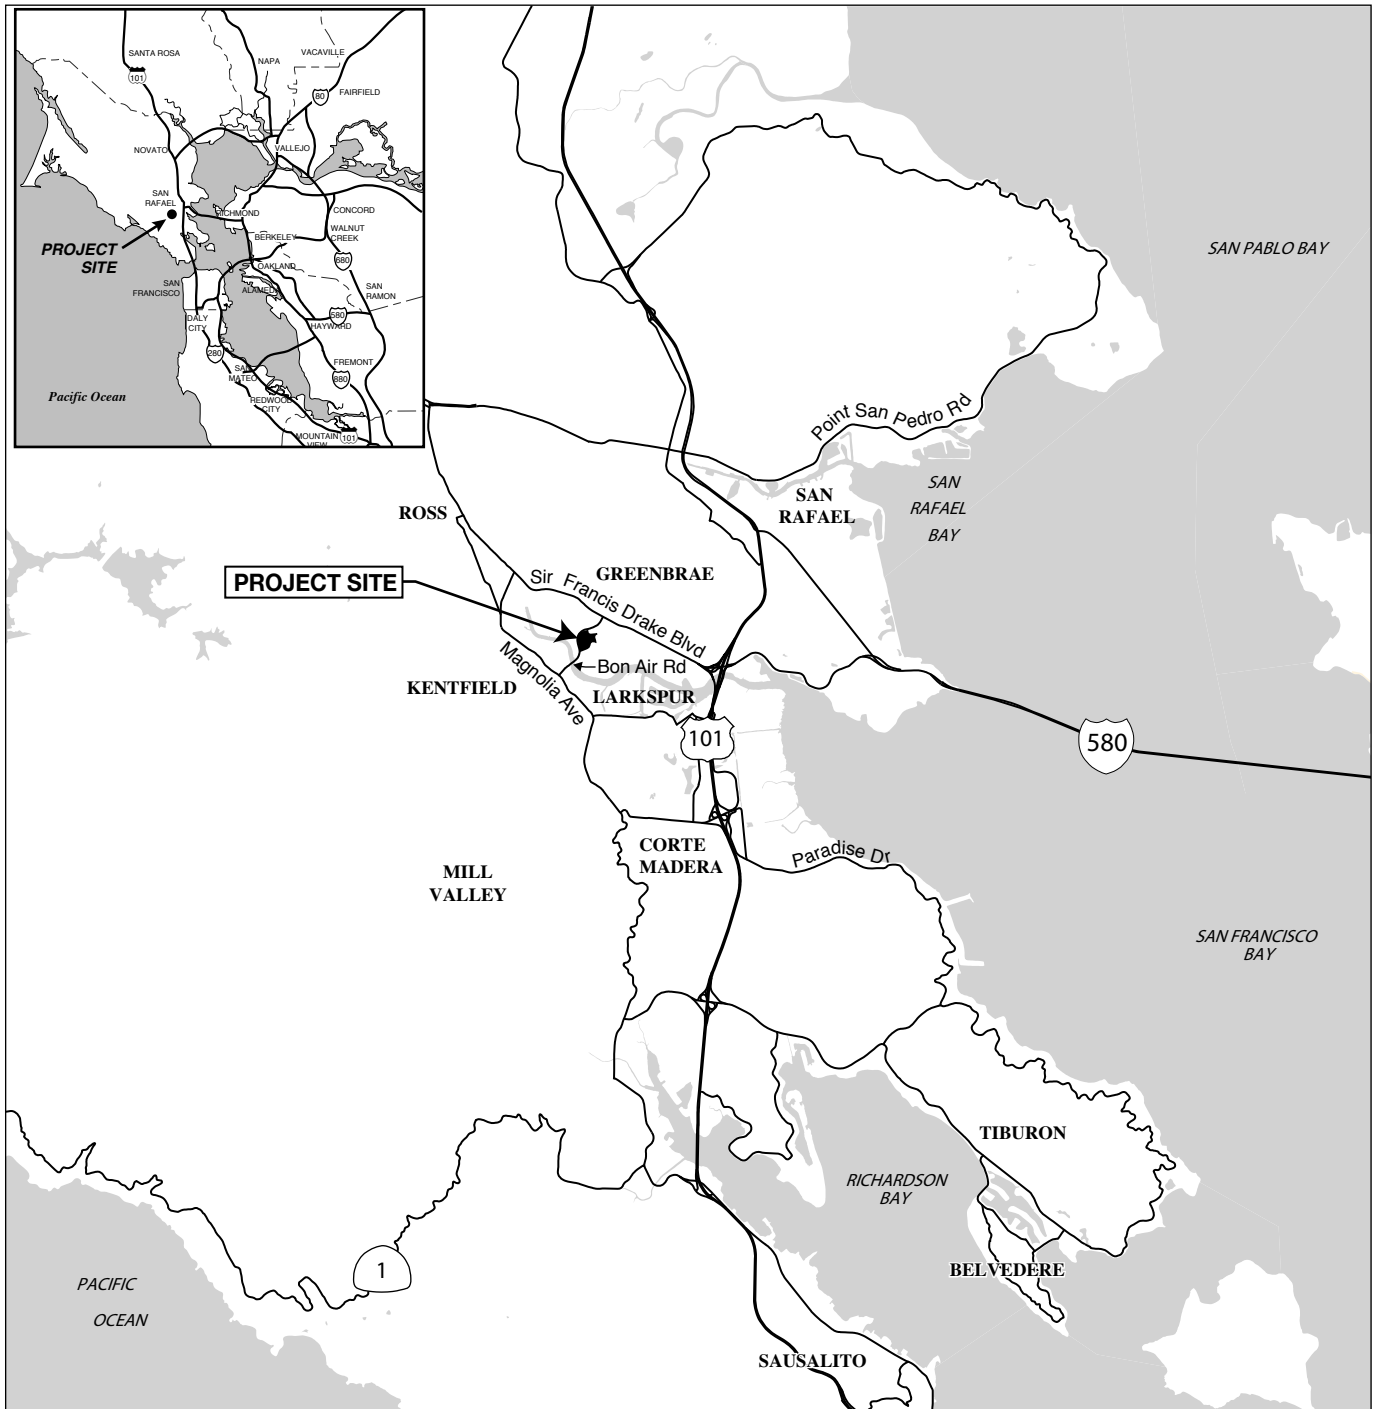 SANTA ROSA
101
NAPA
VACAVILLE
80
FAIRFIELD
NOVATO
VALLEJO
SAN
RAFAEL
RICHMOND
CONCORD
PROJECT
SITE
BERKELEY
WALNUT
CREEK
680
OAKLAND
SAN
FRANCISCO
ALAMEDA
SAN
RAMON
DALY
CITY
580
HAYWARD
280
SAN
MATEO
FREMONT
880
REDWOOD
CITY
Pacific Ocean
MOUNTAIN
VIEW
101
SAN PABLO BAY
Point San Pedro Rd
SAN
RAFAEL
BAY
SAN
RAFAEL
ROSS
GREENBRAE
PROJECT SITE
Sir Francis Drake Blvd
Bon Air Rd
Magnolia Ave
KENTFIELD
LARKSPUR
101
580
CORTE
MADERA
Paradise Dr
MILL
VALLEY
SAN FRANCISCO
BAY
TIBURON
RICHARDSON
BAY
BELVEDERE
1
PACIFIC
OCEAN
SAUSALITO